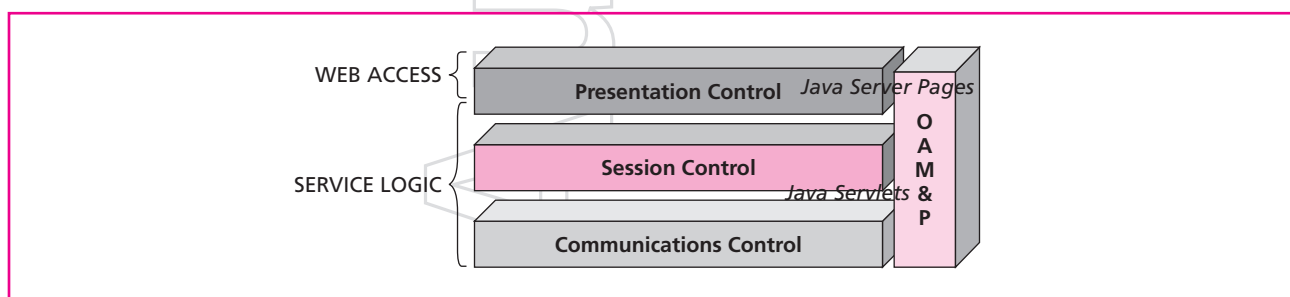 WEB ACCESS
Presentation Control
Java Server Pages
SERVICE LOGIC
Session Control
Java Servlets
Communications Control
O
A
M
&
P